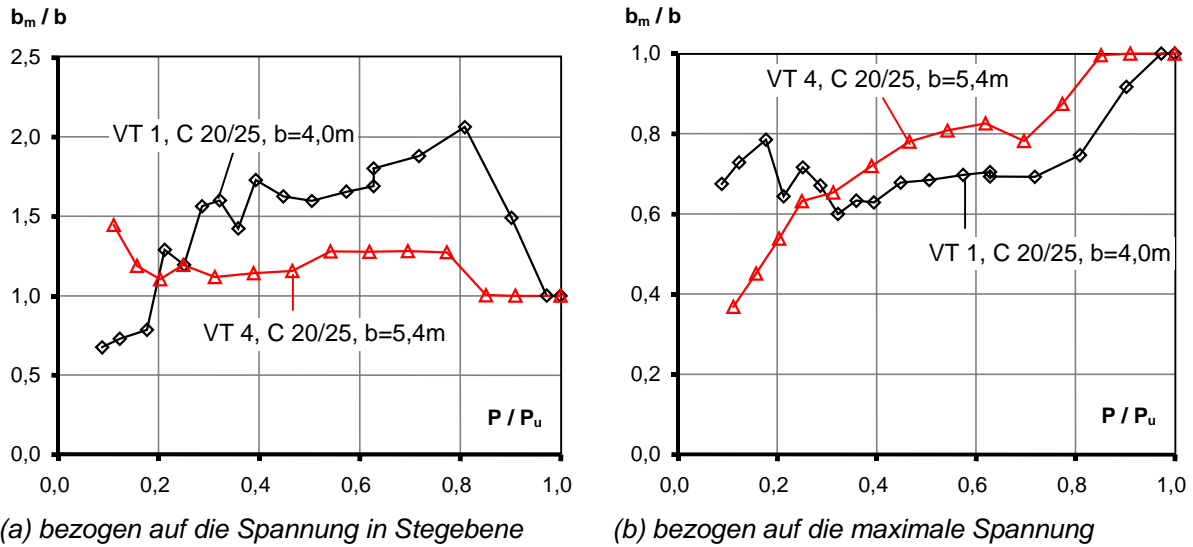 b_m / b
2,5
2,0
1,5
1,0
0,5
0,0
VT 1, C 20/25, b=4,0m
VT 4, C 20/25, b=5,4m
P / P_u
0,0 0,2 0,4 0,6 0,8 1,0
(a) bezogen auf die Spannung in Stegebene
b_m / b
1,0
0,8
0,6
0,4
0,2
0,0
VT 4, C 20/25, b=5,4m
VT 1, C 20/25, b=4,0m
P / P_u
0,0 0,2 0,4 0,6 0,8 1,0
(b) bezogen auf die maximale Spannung